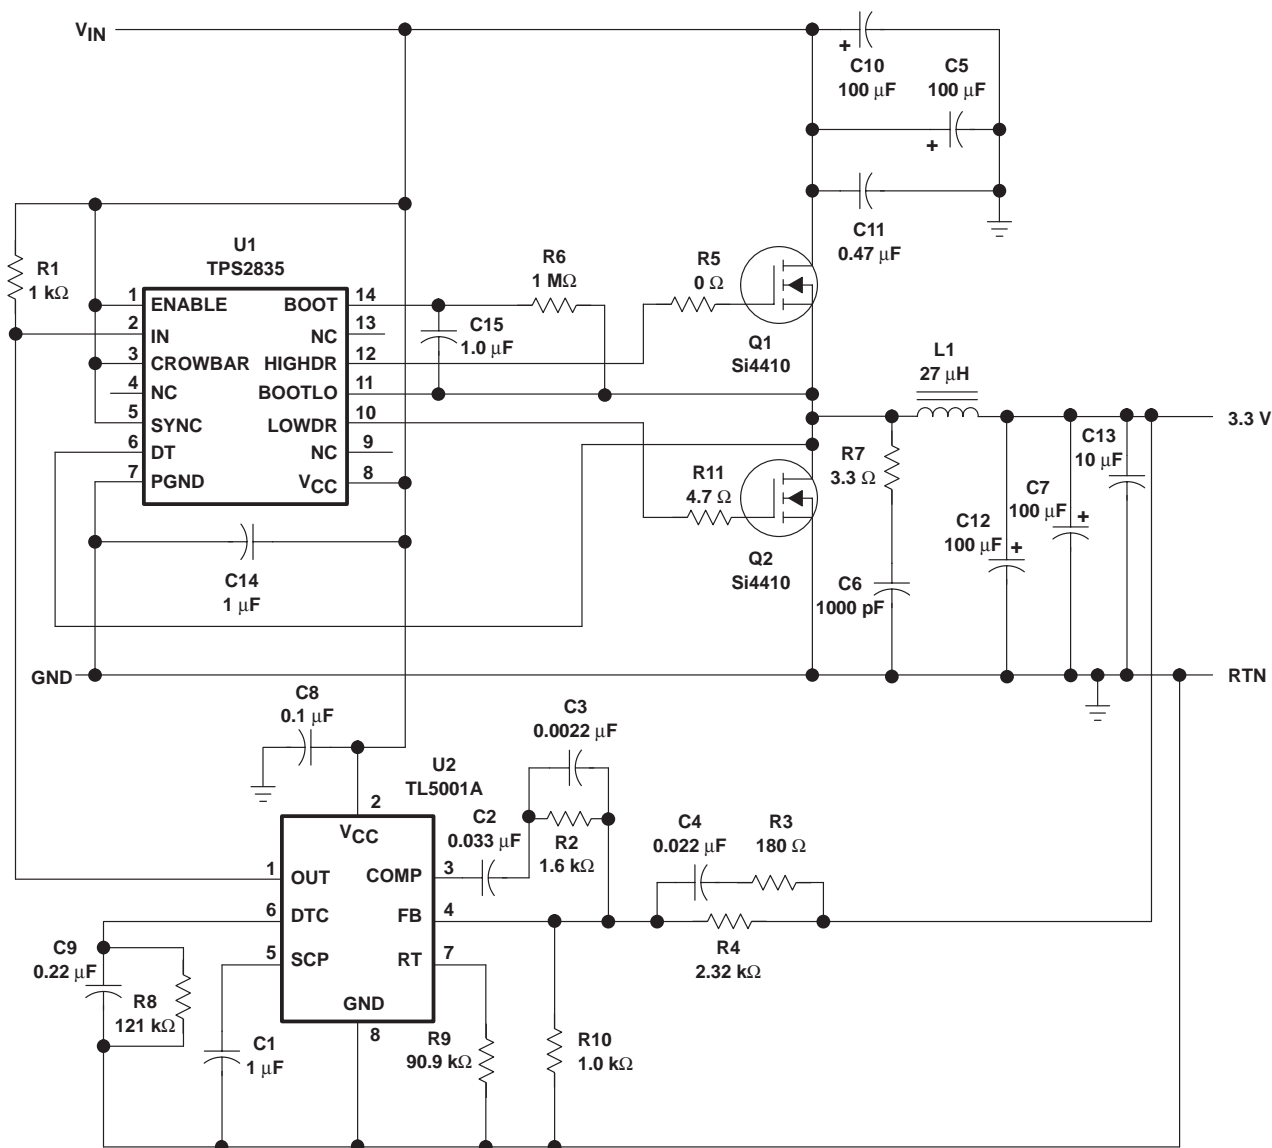 VIN
C10
100 μF
C5
100 μF
C11
0.47 μF
U1
TPS2835
R1
1 kΩ
R6
1 MΩ
R5
0 Ω
1
ENABLE
BOOT
14
2
IN
NC
13
3
CROWBAR
HIGHDR
12
4
NC
BOOTLO
11
5
SYNC
LOWDR
10
6
DT
NC
9
7
PGND
VCC
8
C15
1.0 μF
Q1
Si4410
L1
27 μH
3.3 V
R7
3.3 Ω
C13
10 μF
R11
4.7 Ω
C7
100 μF
C12
100 μF
Q2
Si4410
C6
1000 pF
C14
1 μF
GND
RTN
C8
0.1 μF
C3
0.0022 μF
U2
TL5001A
2
VCC
C2
0.033 μF
R2
1.6 kΩ
C4
0.022 μF
R3
180 Ω
1
OUT
COMP
3
6
DTC
FB
4
5
SCP
RT
7
GND
8
R4
2.32 kΩ
C9
0.22 μF
R8
121 kΩ
C1
1 μF
R9
90.9 kΩ
R10
1.0 kΩ
+
+
+
+